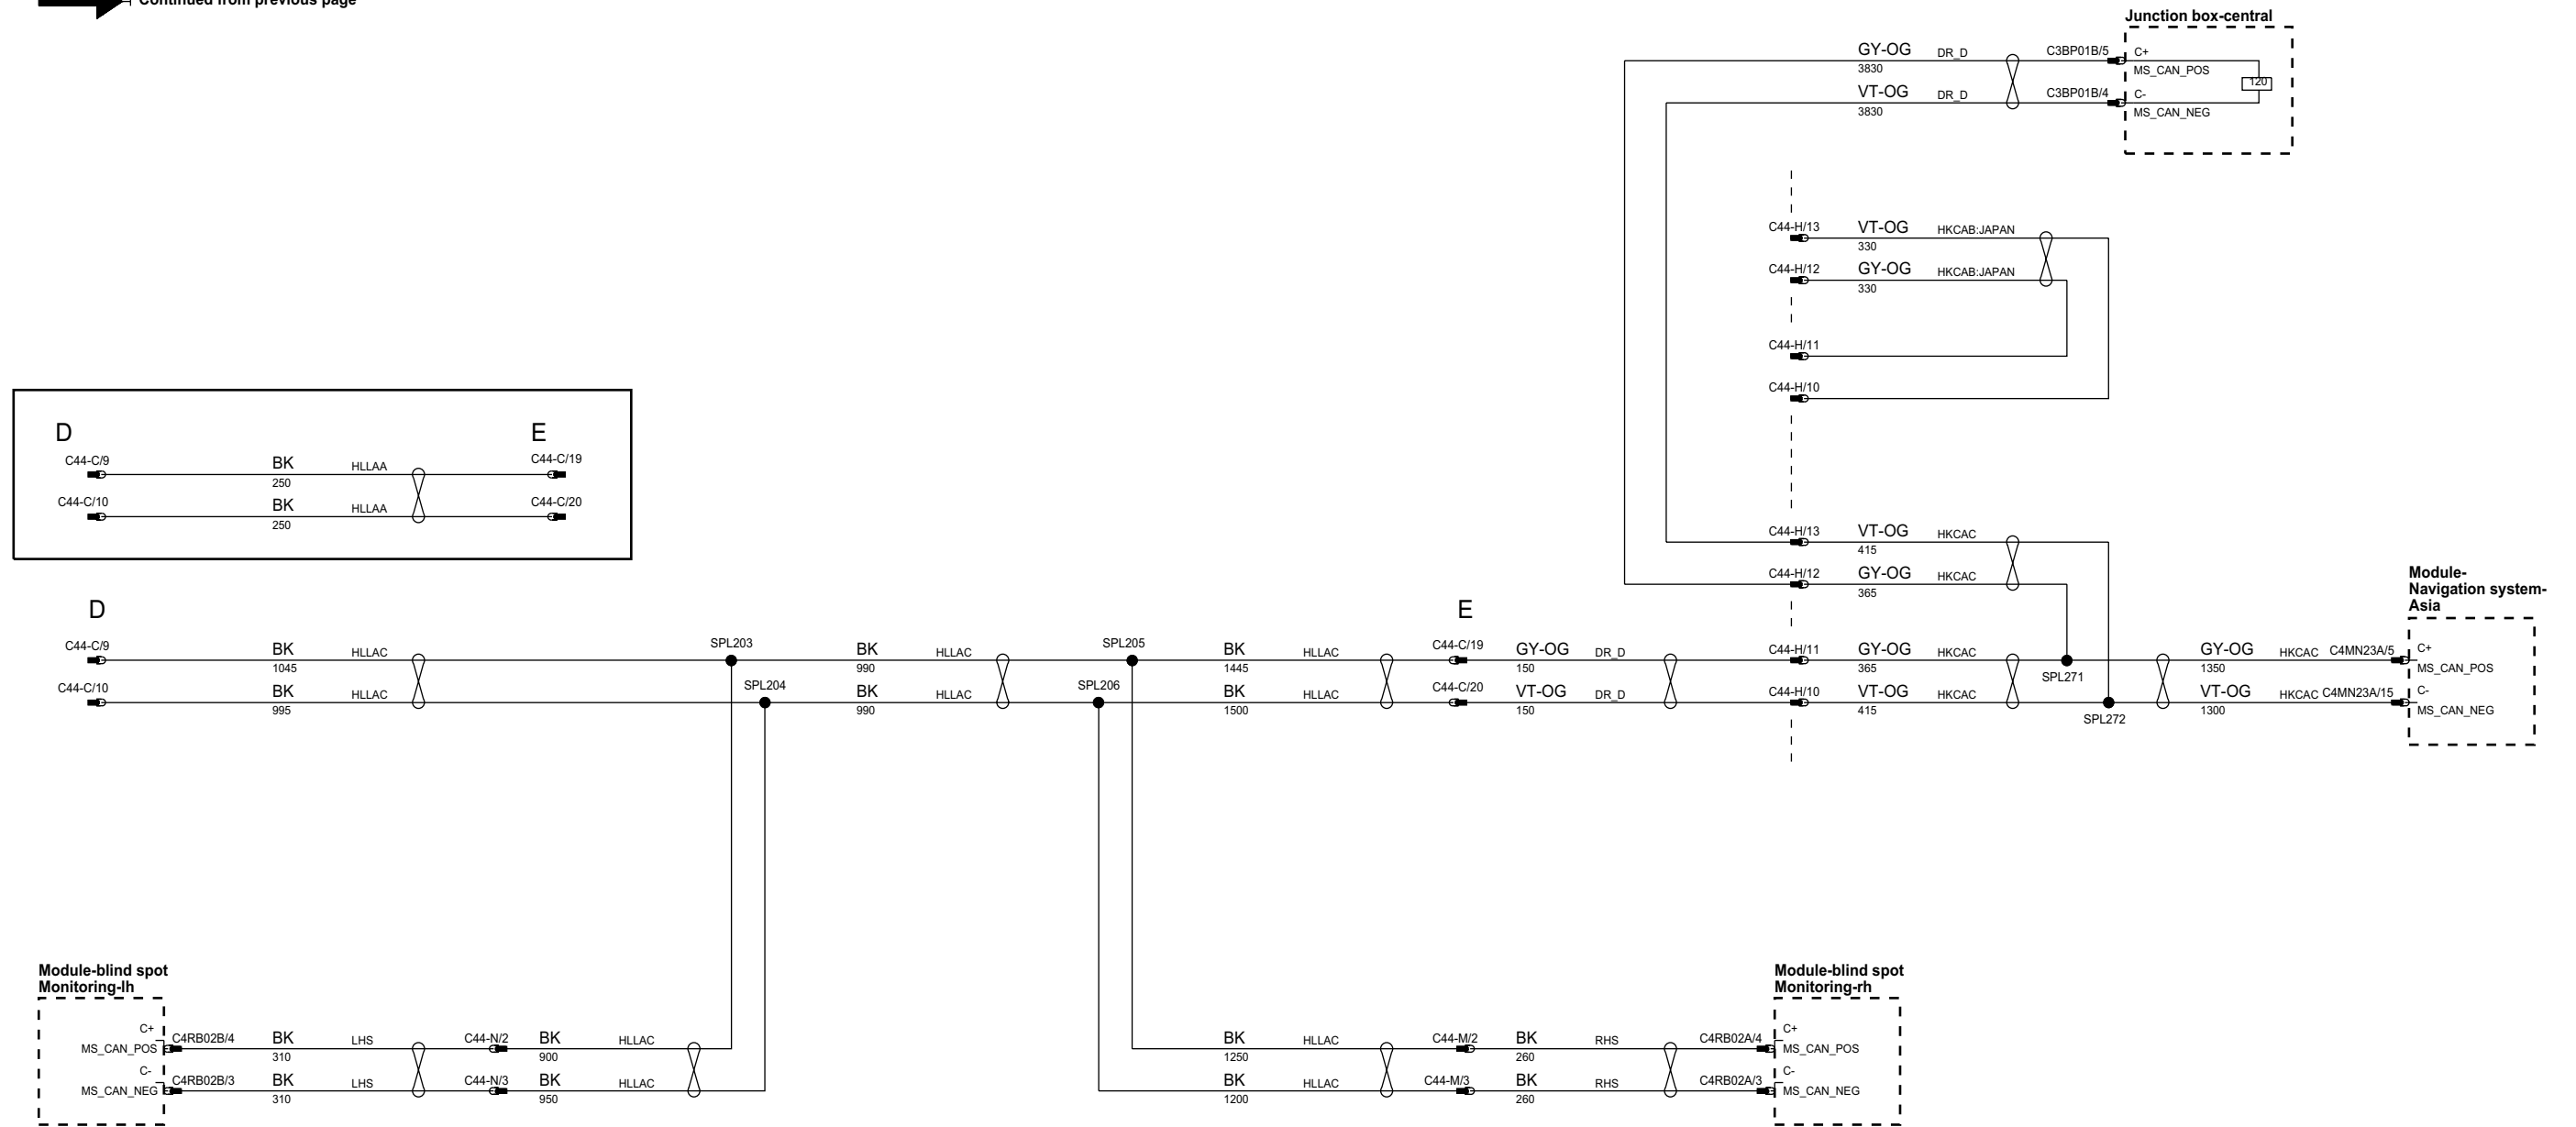 Continued from previous page
Junction box-central
GY-OG DR_D C3BP01B/5 C+
3830 MS_CAN_POS
120
VT-OG DR_D C3BP01B/4 C-
3830 MS_CAN_NEG
C44-H/13 VT-OG HKCAB:JAPAN
330
C44-H/12 GY-OG HKCAB:JAPAN
330
C44-H/11
C44-H/10
D E
C44-C/9 BK HLLAA C44-C/19
250
C44-C/10 BK HLLAA C44-C/20
250
C44-H/13 VT-OG HKCAC
415
C44-H/12 GY-OG HKCAC
365
Module-
Navigation system-
Asia
D E
C44-C/9 BK HLLAC SPL203 BK HLLAC SPL205 BK HLLAC C44-C/19 GY-OG DR_D C44-H/11 GY-OG HKCAC SPL271 GY-OG HKCAC C4MN23A/5 C+
1045 990 1445 150 365 1350 MS_CAN_POS
C44-C/10 BK HLLAC SPL204 BK HLLAC SPL206 BK HLLAC C44-C/20 VT-OG DR_D C44-H/10 VT-OG HKCAC SPL272 VT-OG HKCAC C4MN23A/15 C-
995 990 1500 150 415 1300 MS_CAN_NEG
Module-blind spot
Monitoring-lh
C+
MS_CAN_POS C4RB02B/4 BK LHS C44-N/2 BK HLLAC
310 900
C-
MS_CAN_NEG C4RB02B/3 BK LHS C44-N/3 BK HLLAC
310 950
Module-blind spot
Monitoring-rh
BK HLLAC C44-M/2 BK RHS C4RB02A/4 C+
1250 260 MS_CAN_POS
BK HLLAC C44-M/3 BK RHS C4RB02A/3 C-
1200 260 MS_CAN_NEG